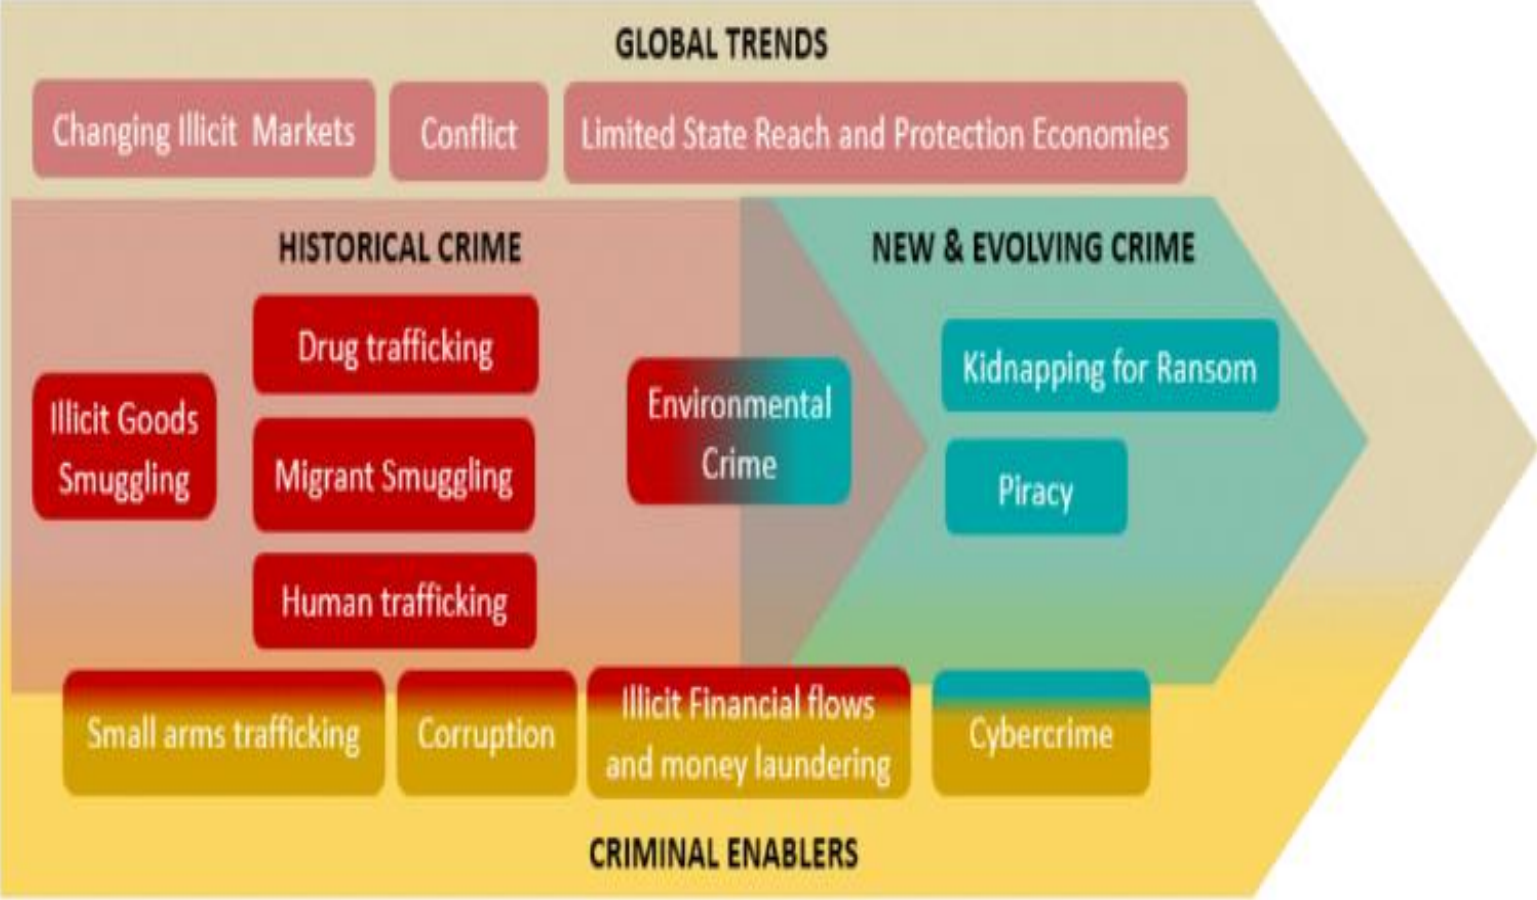 GLOBAL TRENDS
Changing Illicit Markets
Conflict
Limited State Reach and Protection Economies
HISTORICAL CRIME
NEW & EVOLVING CRIME
Illicit Goods
Smuggling
Drug trafficking
Migrant Smuggling
Human trafficking
Environmental
Crime
Kidnapping for Ransom
Piracy
Small arms trafficking
Corruption
Illicit Financial flows
and money laundering
Cybercrime
CRIMINAL ENABLERS